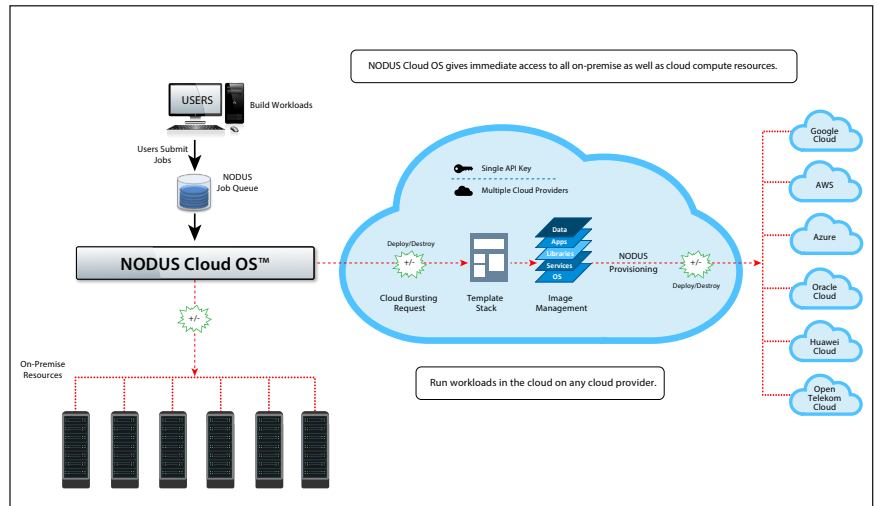 NODUS Cloud OS gives immediate access to all on-premise as well as cloud compute resources.
USERS
Build Workloads
Users Submit
Jobs
NODUS
Job Queue
NODUS Cloud OS™
+/-
On-Premise
Resources
Single API Key
Multiple Cloud Providers
Deploy/Destroy
+/-
Cloud Bursting
Request
Template
Stack
Data
Apps
Libraries
Services
OS
Image
Management
NODUS
Provisioning
+/-
Deploy/Destroy
Run workloads in the cloud on any cloud provider.
Google
Cloud
AWS
Azure
Oracle
Cloud
Huawei
Cloud
Open
Telekom
Cloud